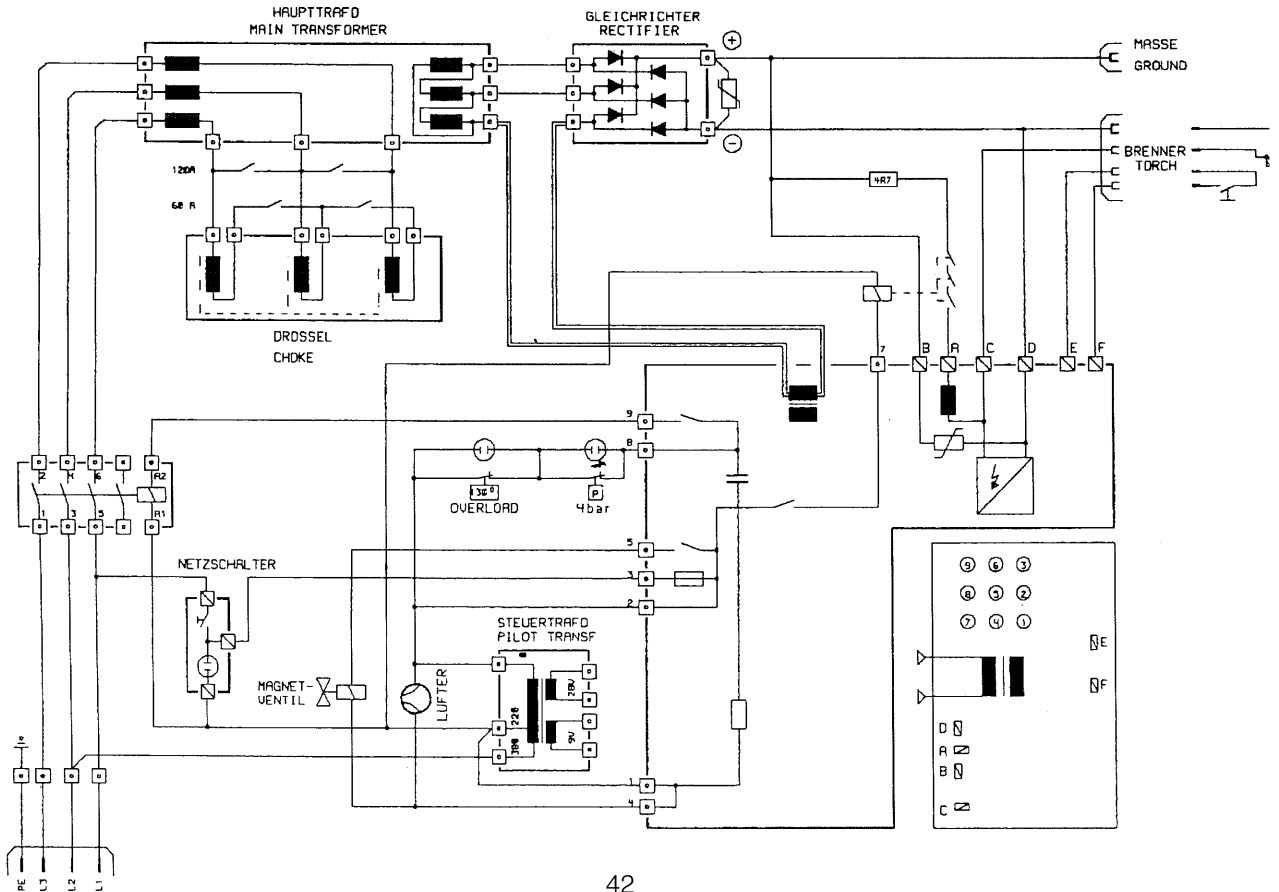 HAUPTTRAFO
MAIN TRANSFORMER
GLEICHRICHTER
RECTIFIER
+
-
MASSE
GROUND
BRENNER
TORCH
120A
60 A
4R7
DROSSEL
CHOKE
7
B
A
C
D
E
F
9
8
2
4
6
A2
1
3
5
A1
130°
OVERLOAD
P
4bar
NETZSCHALTER
5
3
2
STEUERTRAFO
PILOT TRANSF
MAGNET-
VENTIL
LUFTER
220
380
28V
9V
1
4
9 6 3
8 5 2
7 4 1
E
F
D
A
B
C
PE
L3
L2
L1
42